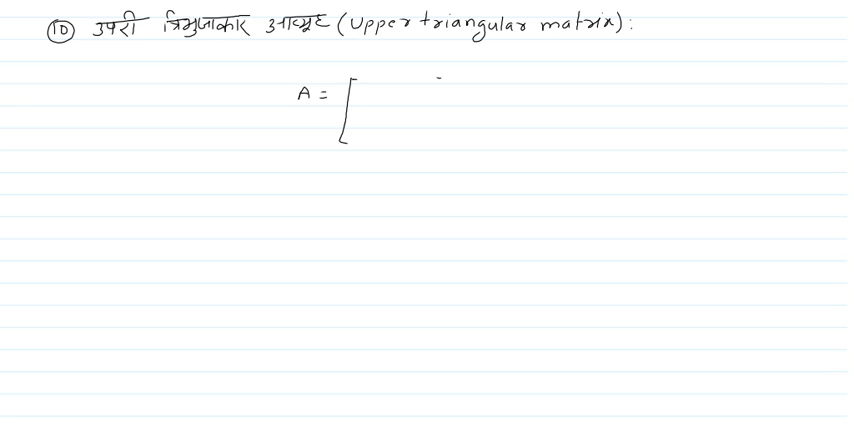 ⑩ उपरी त्रिभुजाकार आव्यूह (Upper triangular matrix):
A = [